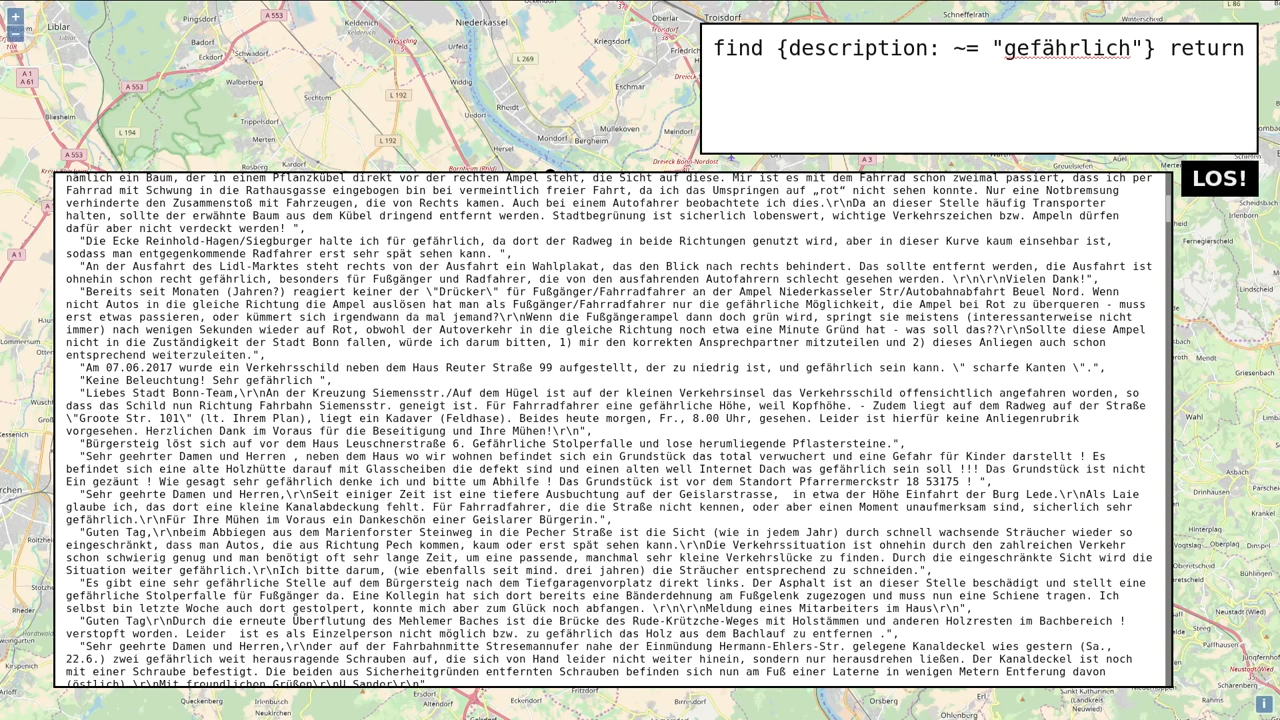 find {description: ~= "gefährlich"} return
LOS!
nämlich ein Baum, der in einem Pflanzkübel direkt vor der rechten Ampel steht, die Sicht auf diese. Mir ist es mit dem Fahrrad schon zweimal passiert, dass ich per
Fahrrad mit Schwung in die Rathausgasse eingebogen bin bei vermeintlich freier Fahrt, da ich das Umspringen auf „rot“ nicht sehen konnte. Nur eine Notbremsung
verhinderte den Zusammenstoß mit Fahrzeugen, die von Rechts kamen. Auch bei einem Autofahrer beobachtete ich dies.\r\nDa an dieser Stelle häufig Transporter
halten, sollte der erwähnte Baum aus dem Kübel dringend entfernt werden. Stadtbegrünung ist sicherlich lobenswert, wichtige Verkehrszeichen bzw. Ampeln dürfen
dafür aber nicht verdeckt werden! ",
"Die Ecke Reinhold-Hagen/Siegburger halte ich für gefährlich, da dort der Radweg in beide Richtungen genutzt wird, aber in dieser Kurve kaum einsehbar ist,
sodass man entgegenkommende Radfahrer erst sehr spät sehen kann. ",
"An der Ausfahrt des Lidl-Marktes steht rechts von der Ausfahrt ein Wahlplakat, das den Blick nach rechts behindert. Das sollte entfernt werden, die Ausfahrt ist
ohnehin schon recht gefährlich, besonders für Fußgänger und Radfahrer, die von den ausfahrenden Autofahrern schlecht gesehen werden. \r\n\r\nVielen Dank!",
"Bereits seit Monaten (Jahren?) reagiert keiner der \"Drücker\" für Fußgänger/Fahrradfahrer an der Ampel Niederkasseler Str/Autobahnabfahrt Beuel Nord. Wenn
nicht Autos in die gleiche Richtung die Ampel auslösen hat man als Fußgänger/Fahrradfahrer nur die gefährliche Möglichkeit, die Ampel bei Rot zu überqueren - muss
erst etwas passieren, oder kümmert sich irgendwann da mal jemand?\r\nWenn die Fußgängerampel dann doch grün wird, springt sie meistens (interessanterweise nicht
immer) nach wenigen Sekunden wieder auf Rot, obwohl der Autoverkehr in die gleiche Richtung noch etwa eine Minute Gründ hat - was soll das??\r\nSollte diese Ampel
nicht in die Zuständigkeit der Stadt Bonn fallen, würde ich darum bitten, 1) mir den korrekten Ansprechpartner mitzuteilen und 2) dieses Anliegen auch schon
entsprechend weiterzuleiten.",
"Am 07.06.2017 wurde ein Verkehrsschild neben dem Haus Reuter Straße 99 aufgestellt, der zu niedrig ist, und gefährlich sein kann. \" scharfe Kanten \".",
"Keine Beleuchtung! Sehr gefährlich ",
"Liebes Stadt Bonn-Team,\r\nAn der Kreuzung Siemensstr./Auf dem Hügel ist auf der kleinen Verkehrsinsel das Verkehrsschild offensichtlich angefahren worden, so
dass das Schild nun Richtung Fahrbahn Siemensstr. geneigt ist. Für Fahrradfahrer eine gefährliche Höhe, weil Kopfhöhe. - Zudem liegt auf dem Radweg auf der Straße
\"Groote Str. 101\" (lt. Ihrem Plan), liegt ein Kadaver (Feldhase). Beides heute morgen, Fr., 8.00 Uhr, gesehen. Leider ist hierfür keine Anliegenrubrik
vorgesehen. Herzlichen Dank im Voraus für die Beseitigung und Ihre Mühen!\r\n",
"Bürgersteig löst sich auf vor dem Haus Leuschnerstraße 6. Gefährliche Stolperfalle und lose herumliegende Pflastersteine.",
"Sehr geehrter Damen und Herren , neben dem Haus wo wir wohnen befindet sich ein Grundstück das total verwuchert und eine Gefahr für Kinder darstellt ! Es
befindet sich eine alte Holzhütte darauf mit Glasscheiben die defekt sind und einen alten well Internet Dach was gefährlich sein soll !!! Das Grundstück ist nicht
Ein gezäunt ! Wie gesagt sehr gefährlich denke ich und bitte um Abhilfe . Das Grundstück ist vor dem Standort Pfarrermerckstr 18 53175 ! ",
"Sehr geehrte Damen und Herren,\r\nSeit einiger Zeit ist eine tiefere Ausbuchtung auf der Geislarstrasse,  in etwa der Höhe Einfahrt der Burg Lede.\r\nAls Laie
glaube ich, das dort eine kleine Kanalabdeckung fehlt. Für Fahrradfahrer, die die Straße nicht kennen, oder aber einen Moment unaufmerksam sind, sicherlich sehr
gefährlich.\r\nFür Ihre Mühen im Voraus ein Dankeschön einer Geislarer Bürgerin.",
"Guten Tag,\r\nbeim Abbiegen aus dem Marienforster Steinweg in die Pecher Straße ist die Sicht (wie in jedem Jahr) durch schnell wachsende Sträucher wieder so
eingeschränkt, dass man Autos, die aus Richtung Pech kommen, kaum oder erst spät sehen kann.\r\nDie Verkehrssituation ist ohnehin durch den zahlreichen Verkehr
schon schwierig genug und man benötigt oft sehr lange Zeit, um eine passende, manchmal sehr kleine Verkehrslücke zu finden. Durch die eingeschränkte Sicht wird die
Situation weiter gefährlich.\r\nIch bitte darum, (wie ebenfalls seit mind. drei jahren) die Sträucher entsprechend zu schneiden.",
"Es gibt eine sehr gefährliche Stelle auf dem Bürgersteig nach dem Tiefgaragenvorplatz direkt links. Der Asphalt ist an dieser Stelle beschädigt und stellt eine
gefährliche Stolperfalle für Fußgänger da. Eine Kollegin hat sich dort bereits eine Bänderdehnung am Fußgelenk zugezogen und muss nun eine Schiene tragen. Ich
selbst bin letzte Woche auch dort gestolpert, konnte mich aber zum Glück noch abfangen. \r\n\r\nMeldung eines Mitarbeiters im Haus\r\n",
"Guten Tag\r\nDurch die erneute Überflutung des Mehlemer Baches ist die Brücke des Rude-Krützche-Weges mit Holstämmen und anderen Holzresten im Bachbereich !
verstopft worden. Leider  ist es als Einzelperson nicht möglich bzw. zu gefährlich das Holz aus dem Bachlauf zu entfernen .",
"Sehr geehrte Damen und Herren,\r\nder auf der Fahrbahnmitte Stresemannufer nahe der Einmündung Hermann-Ehlers-Str. gelegene Kanaldeckel wies gestern (Sa.,
22.6.) zwei gefährlich weit herausragende Schrauben auf, die sich von Hand leider nicht weiter hinein, sondern nur herausdrehen ließen. Der Kanaldeckel ist noch
mit einer Schraube befestigt. Die beiden aus Sicherheitgründen entfernten Schrauben befinden sich nun am Fuß einer Laterne in wenigen Metern Entferung davon
(östlich).\r\nMit freundlichen Grüßen\r\nL.Sander\r\n",